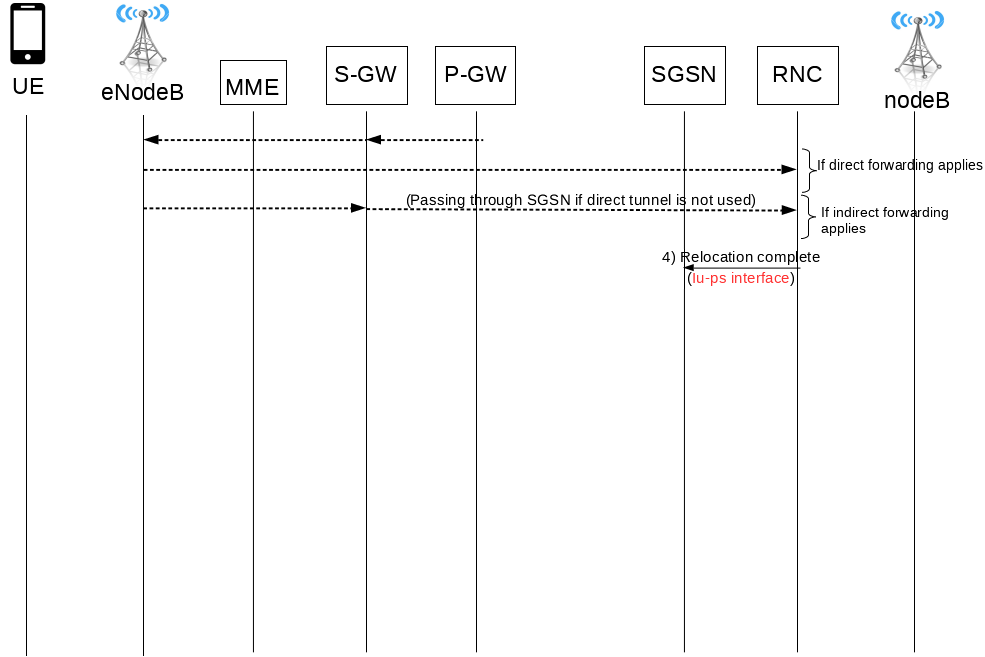 UE
eNodeB
MME
S-GW
P-GW
SGSN
RNC
nodeB
If direct forwarding applies
(Passing through SGSN if direct tunnel is not used)
If indirect forwarding
applies
4) Relocation complete
(Iu-ps interface)